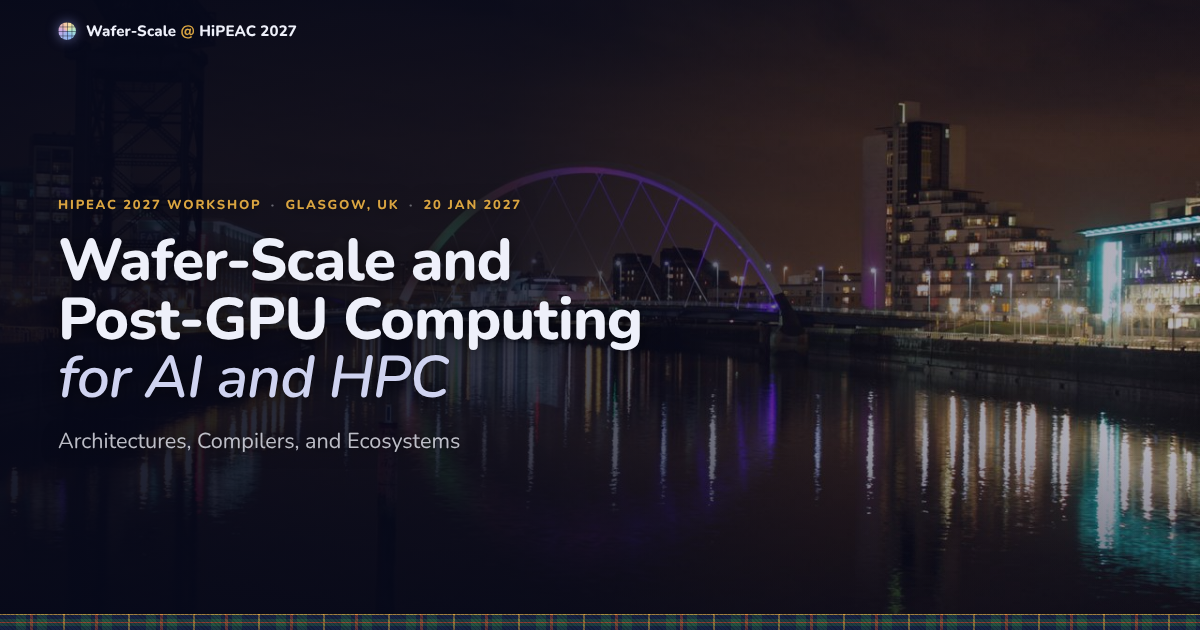 Wafer-Scale @ HiPEAC 2027
HIPEAC 2027 WORKSHOP · GLASGOW, UK · 20 JAN 2027
Wafer-Scale and
Post-GPU Computing
for AI and HPC
Architectures, Compilers, and Ecosystems